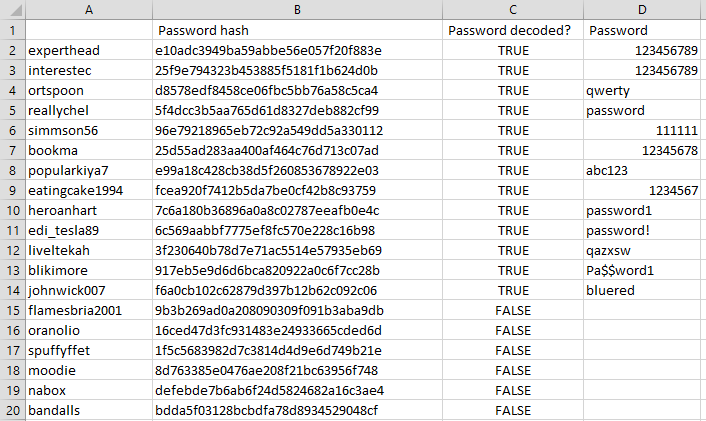 A B C D
1 Password hash Password decoded? Password
2 experthead e10adc3949ba59abbe56e057f20f883e TRUE 123456789
3 interestec 25f9e794323b453885f5181f1b624d0b TRUE 123456789
4 ortspoon d8578edf8458ce06fbc5bb76a58c5ca4 TRUE qwerty
5 reallychel 5f4dcc3b5aa765d61d8327deb882cf99 TRUE password
6 simmson56 96e79218965eb72c92a549dd5a330112 TRUE 111111
7 bookma 25d55ad283aa400af464c76d713c07ad TRUE 12345678
8 popularkiya7 e99a18c428cb38d5f260853678922e03 TRUE abc123
9 eatingcake1994 fcea920f7412b5da7be0cf42b8c93759 TRUE 1234567
10 heroanhart 7c6a180b36896a0a8c02787eeafb0e4c TRUE password1
11 edi_tesla89 6c569aabbf7775ef8fc570e228c16b98 TRUE password!
12 liveltekah 3f230640b78d7e71ac5514e57935eb69 TRUE qazxsw
13 blikimore 917eb5e9d6d6bca820922a0c6f7cc28b TRUE Pa$$word1
14 johnwick007 f6a0cb102c62879d397b12b62c092c06 TRUE bluered
15 flamesbria2001 9b3b269ad0a208090309f091b3aba9db FALSE
16 oranolio 16ced47d3fc931483e24933665cded6d FALSE
17 spuffyffet 1f5c5683982d7c3814d4d9e6d749b21e FALSE
18 moodie 8d763385e0476ae208f21bc63956f748 FALSE
19 nabox defebde7b6ab6f24d5824682a16c3ae4 FALSE
20 bandalls bdda5f03128bcbdfa78d8934529048cf FALSE